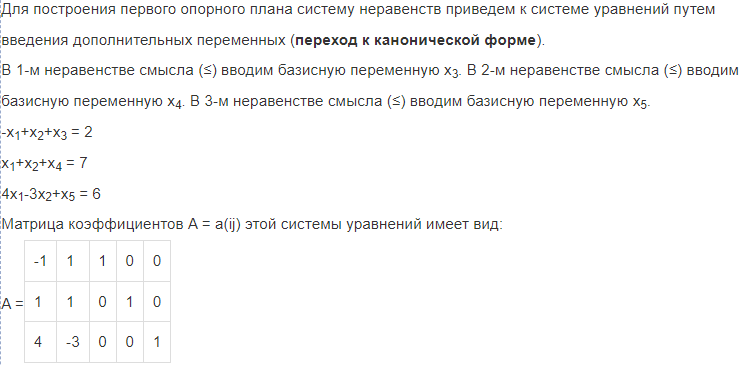 Для построения первого опорного плана систему неравенств приведем к системе уравнений путем
введения дополнительных переменных (переход к канонической форме).
В 1-м неравенстве смысла (≤) вводим базисную переменную x₃. В 2-м неравенстве смысла (≤) вводим
базисную переменную x₄. В 3-м неравенстве смысла (≤) вводим базисную переменную x₅.
-x₁+x₂+x₃ = 2
x₁+x₂+x₄ = 7
4x₁-3x₂+x₅ = 6
Матрица коэффициентов A = a(ij) этой системы уравнений имеет вид:
-1 1 1 0 0
A = 1 1 0 1 0
4 -3 0 0 1